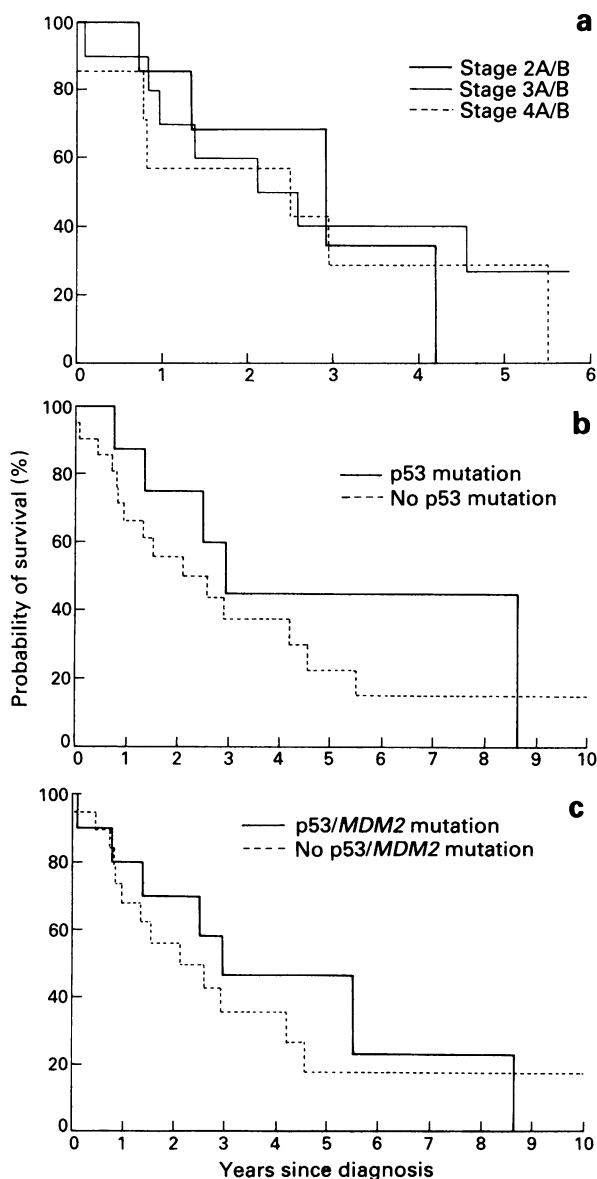 a
100
80
60
40
20
0
Stage 2A/B
Stage 3A/B
Stage 4A/B
0 1 2 3 4 5 6
b
100
80
60
40
20
0
p53 mutation
No p53 mutation
0 1 2 3 4 5 6 7 8 9 10
Probability of survival (%)
c
100
80
60
40
20
0
p53/MDM2 mutation
No p53/MDM2 mutation
0 1 2 3 4 5 6 7 8 9 10
Years since diagnosis